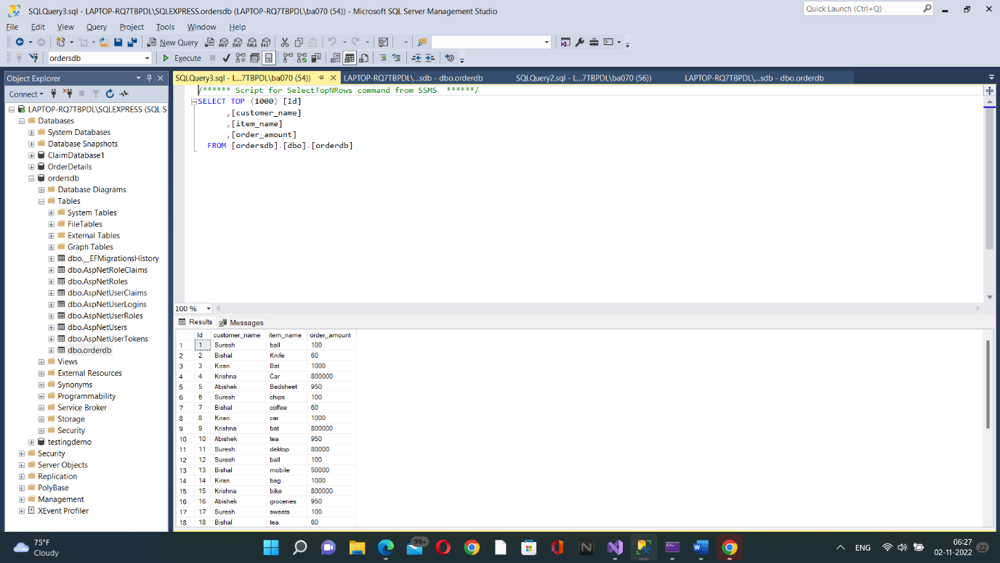 SQLQuery3.sql - LAPTOP-RQ7TBPDL\SQLEXPRESS.ordersdb (LAPTOP-RQ7TBPDL\ba070 (54)) - Microsoft SQL Server Management Studio
Quick Launch (Ctrl+Q)
File Edit View Query Project Tools Window Help
New Query
MDX DMX XMLA DAX
ordersdb Execute
Object Explorer
SQLQuery3.sql - L...7TBPDL\ba070 (54)) LAPTOP-RQ7TBPDL\...sdb - dbo.orderdb SQLQuery2.sql - L...7TBPDL\ba070 (56)) LAPTOP-RQ7TBPDL\...sdb - dbo.orderdb
Connect
LAPTOP-RQ7TBPDL\SQLEXPRESS (SQL S
Databases
System Databases
Database Snapshots
ClaimDatabase1
OrderDetails
ordersdb
Database Diagrams
Tables
System Tables
FileTables
External Tables
Graph Tables
dbo.__EFMigrationsHistory
dbo.AspNetRoleClaims
dbo.AspNetRoles
dbo.AspNetUserClaims
dbo.AspNetUserLogins
dbo.AspNetUserRoles
dbo.AspNetUsers
dbo.AspNetUserTokens
dbo.orderdb
Views
External Resources
Synonyms
Programmability
Service Broker
Storage
Security
testingdemo
Security
Server Objects
Replication
PolyBase
Management
XEvent Profiler
/****** Script for SelectTopNRows command from SSMS ******/
SELECT TOP (1000) [Id]
,[customer_name]
,[item_name]
,[order_amount]
FROM [ordersdb].[dbo].[orderdb]
100 %
Results Messages
Id customer_name item_name order_amount
1 1 Suresh ball 100
2 2 Bishal Knife 60
3 3 Kiran Bat 1000
4 4 Krishna Car 800000
5 5 Abishek Bedsheet 950
6 6 Suresh chips 100
7 7 Bishal coffee 60
8 8 Kiran car 1000
9 9 Krishna bat 800000
10 10 Abishek tea 950
11 11 Suresh dektop 80000
12 12 Suresh ball 100
13 13 Bishal mobile 50000
14 14 Kiran bag 1000
15 15 Krishna bike 800000
16 16 Abishek groceries 950
17 17 Suresh sweets 100
18 18 Bishal tea 60
75°F
Cloudy
99+
ENG
06:27
02-11-2022
22